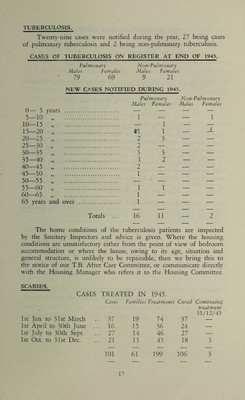 TUBERCULOSIS.
Twenty-nine cases were notified during the year, 27 being cases
of pulmonary tuberculosis and 2 being non-pulmonary tuberculosis.
CASES OF TUBERCULOSIS ON REGISTER AT END OF 1945.
Pulmonary Non-Pulmonary
Males Females Males Females
79 69 9 21
NEW CASES NOTIFIED DURING 1945.
Pulmonary Non-Pulmonary
Males Females Males Females
0— 5 years — — — —
5—10 „ 1 — — 1
10—15 „ — 1 — —
15—20 „ 1 1 —
20—25 „ 2 3 — —
25—30 „ 2 — — —
30—35 „ 3 3 — —
35—40 „ 1 2 — —
40—45 „ 2 — — —
45—50 „ 1 — — —
50—55 „ — — — —
55—60 „ 1 1 — —
60—65 „ 1 — — —
65 years and over 1 — — —
Totals ... 16 11 — 2
The home conditions of the tuberculosis patients are inspected
by the Sanitary Inspectors and advice is given. Where the housing
conditions are unsatisfactory either from the point of view of bedroom
accommodation or where the house, owing to its age, situation and
general structure, is unlikely to be repairable, then we bring this to
the notice of our T.B. After Care Committee, or communicate directly
with the Housing Manager who refers it to the Housing Committee.
SCABIES.
CASES TREATED IN 1945.
Cases Families Treatments Cured Continuing
treatment
31/12/45
1st Jan to 31st March ... 37 19 74 37 —
1st April to 30th June ... 16 15 36 24 —
1st July to 30th Sept. ... 27 14 46 27 —
1st Oct to 31st Dec. ... 21 13 43 18 3
101 61 199 106 3
17